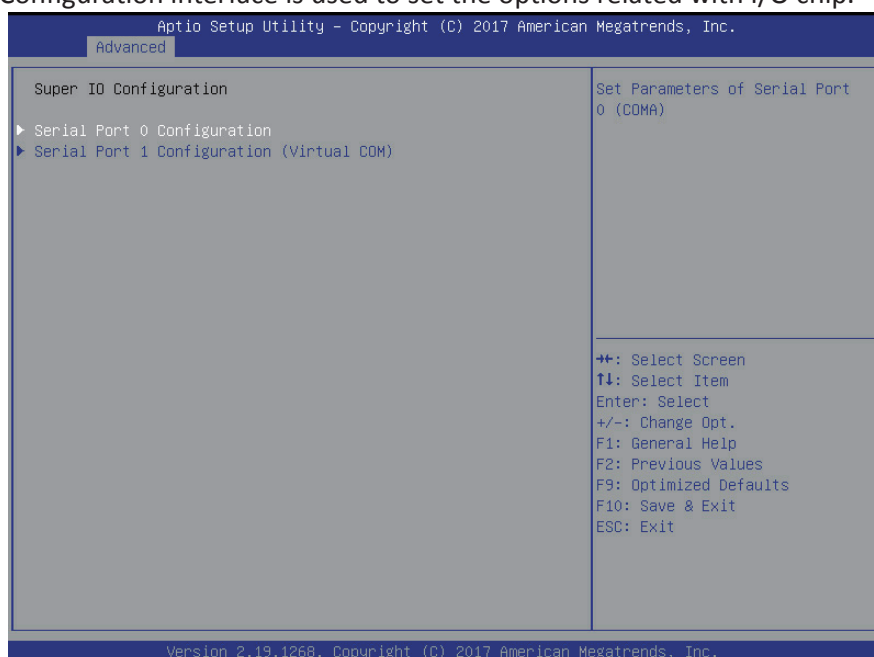 Configuration interface is used to set the options related with I/O chip.
Aptio Setup Utility – Copyright (C) 2017 American Megatrends, Inc.
Advanced
Super IO Configuration
▶ Serial Port 0 Configuration
▶ Serial Port 1 Configuration (Virtual COM)
Set Parameters of Serial Port
0 (COMA)
→←: Select Screen
↑↓: Select Item
Enter: Select
+/-: Change Opt.
F1: General Help
F2: Previous Values
F9: Optimized Defaults
F10: Save & Exit
ESC: Exit
Version 2.19.1268. Copyright (C) 2017 American Megatrends, Inc.